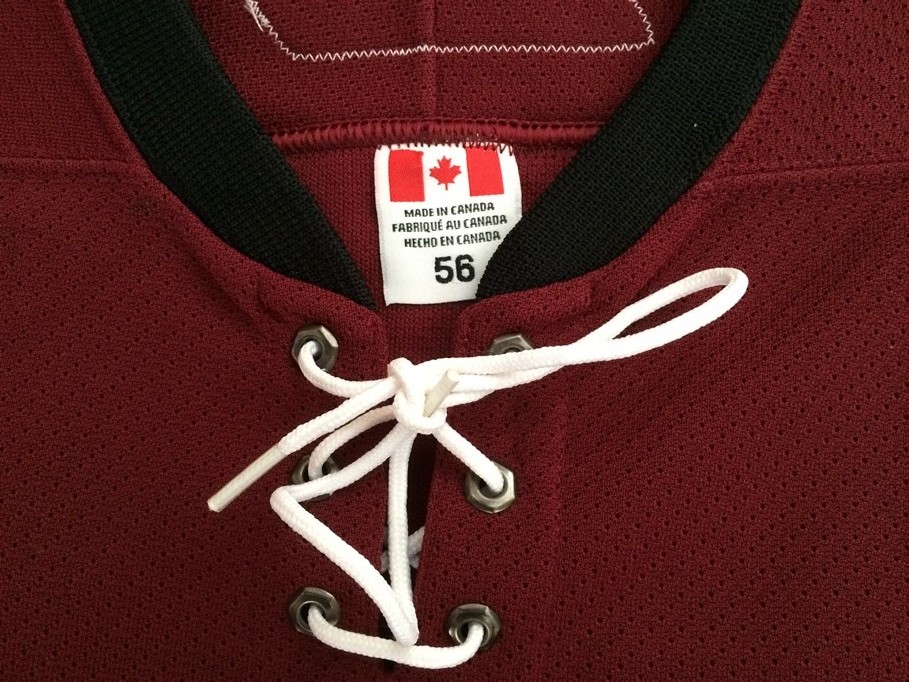 MADE IN CANADA
FABRIQUÉ AU CANADA
HECHO EN CANADA
56